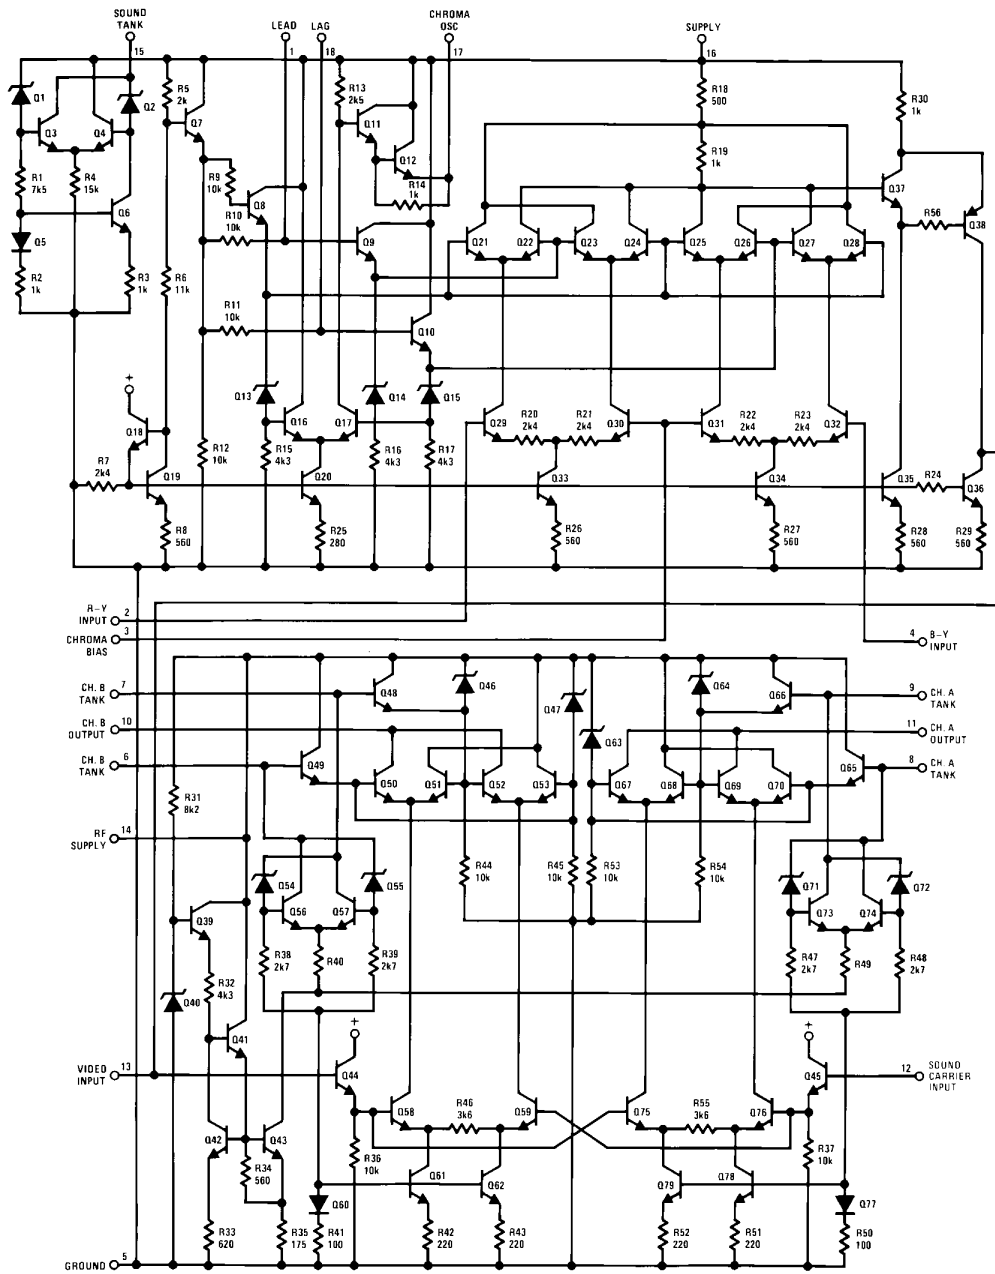 SOUND
TANK
15
LEAD
1
LAG
18
CHROMA
OSC
17
SUPPLY
16
Q1
Q2
Q3
Q4
R5
2k
Q7
R13
2k5
Q11
Q12
R14
1k
R18
500
R19
1k
R30
1k
Q37
Q38
R56
R1
7k5
R4
15k
Q6
Q5
R2
1k
R3
1k
R6
11k
R9
10k
Q8
R10
10k
Q9
R11
10k
Q10
Q21
Q22
Q23
Q24
Q25
Q26
Q27
Q28
+
Q18
Q13
Q14
Q15
Q16
Q17
Q29
R20
2k4
R21
2k4
Q30
Q31
R22
2k4
R23
2k4
Q32
R7
2k4
Q19
R12
10k
R15
4k3
Q20
R16
4k3
R17
4k3
Q33
Q34
Q35
R24
Q36
R8
560
R25
280
R26
560
R27
560
R28
560
R29
560
R-Y
INPUT
2
CHROMA
BIAS
3
4
B-Y
INPUT
CH. B
TANK
7
Q48
Q46
Q47
Q63
Q64
Q66
9
CH. A
TANK
CH. B
OUTPUT
10
11
CH. A
OUTPUT
CH. B
TANK
6
Q49
Q50
Q51
Q52
Q53
Q67
Q68
Q69
Q70
Q65
8
CH. A
TANK
R31
8k2
RF
SUPPLY
14
R44
10k
R45
10k
R53
10k
R54
10k
Q54
Q55
Q56
Q57
Q71
Q72
Q73
Q74
Q39
R38
2k7
R40
R39
2k7
R47
2k7
R49
R48
2k7
Q40
R32
4k3
Q41
+
+
VIDEO
INPUT
13
Q44
Q45
12
SOUND
CARRIER
INPUT
Q58
R46
3k6
Q59
Q75
R55
3k6
Q76
Q42
Q43
R34
560
R36
10k
R37
10k
Q60
Q61
Q62
Q79
Q78
Q77
R33
620
R35
175
R41
100
R42
220
R43
220
R52
220
R51
220
R50
100
GROUND
5